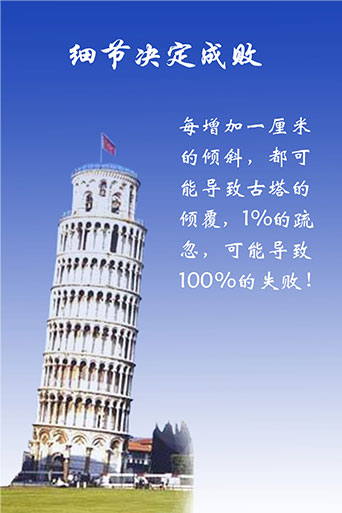 细节决定成败
每增加一厘米
的倾斜，都可
能导致古塔的
倾覆，1%的疏
忽，可能导致
100%的失败！